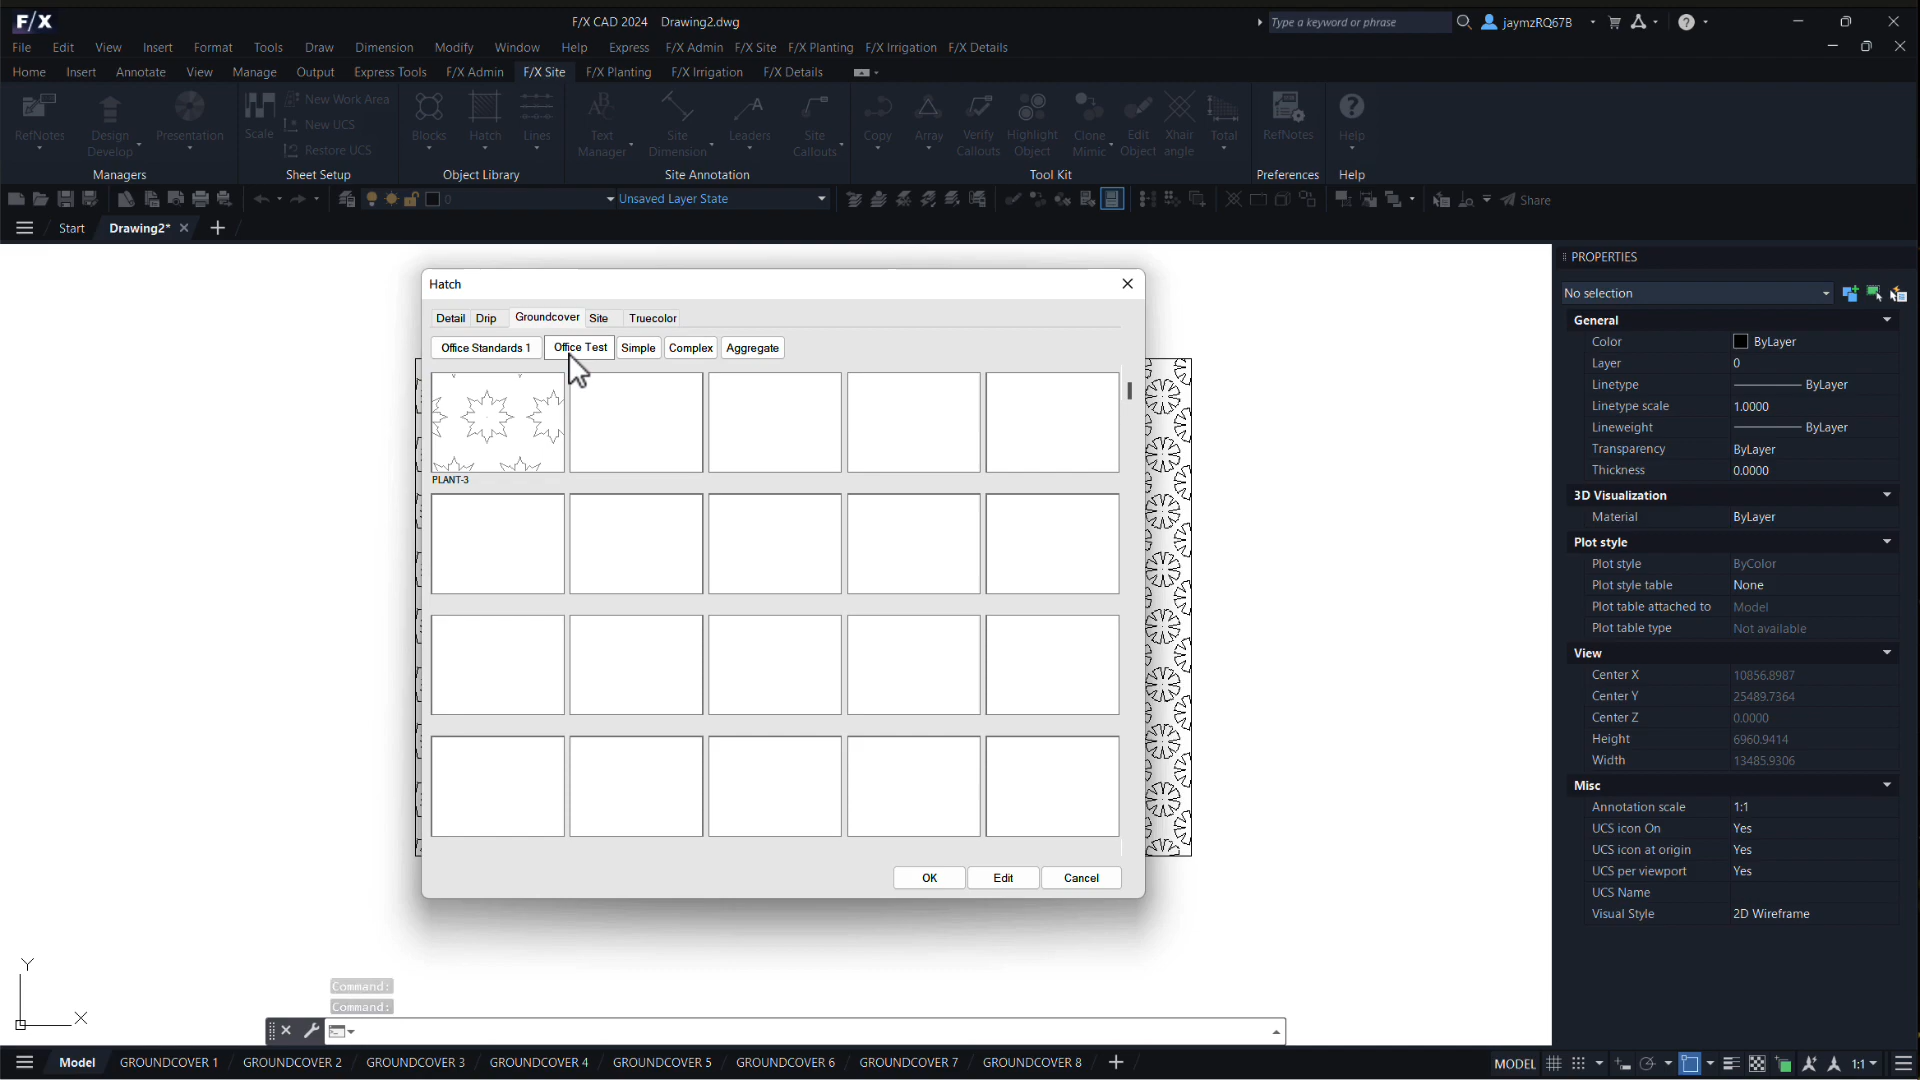 F/X
F/X CAD 2024 Drawing2.dwg
Type a keyword or phrase
jaymzRQ67B
File Edit View Insert Format Tools Draw Dimension Modify Window Help Express F/X Admin F/X Site F/X Planting F/X Irrigation F/X Details
Home Insert Annotate View Manage Output Express Tools F/X Admin F/X Site F/X Planting F/X Irrigation F/X Details
RefNotes Design Develop Presentation Scale New Work Area New UCS Restore UCS Blocks Hatch Lines Text Manager Site Dimension Leaders Site Callouts Copy Array Verify Callouts Highlight Object Clone Mimic Edit Object Xhair angle Total RefNotes Help
Managers Sheet Setup Object Library Site Annotation Tool Kit Preferences Help
0 Unsaved Layer State Share
Start Drawing2*
Hatch
Detail Drip Groundcover Site Truecolor
Office Standards 1 Office Test Simple Complex Aggregate
PLANT-3
OK Edit Cancel
PROPERTIES
No selection
General
Color ByLayer
Layer 0
Linetype ByLayer
Linetype scale 1.0000
Lineweight ByLayer
Transparency ByLayer
Thickness 0.0000
3D Visualization
Material ByLayer
Plot style
Plot style ByColor
Plot style table None
Plot table attached to Model
Plot table type Not available
View
Center X 10856.8987
Center Y 25489.7364
Center Z 0.0000
Height 6960.9414
Width 13485.9306
Misc
Annotation scale 1:1
UCS icon On Yes
UCS icon at origin Yes
UCS per viewport Yes
UCS Name
Visual Style 2D Wireframe
Y
X
Command:
Command:
Model GROUNDCOVER 1 GROUNDCOVER 2 GROUNDCOVER 3 GROUNDCOVER 4 GROUNDCOVER 5 GROUNDCOVER 6 GROUNDCOVER 7 GROUNDCOVER 8
MODEL 1:1